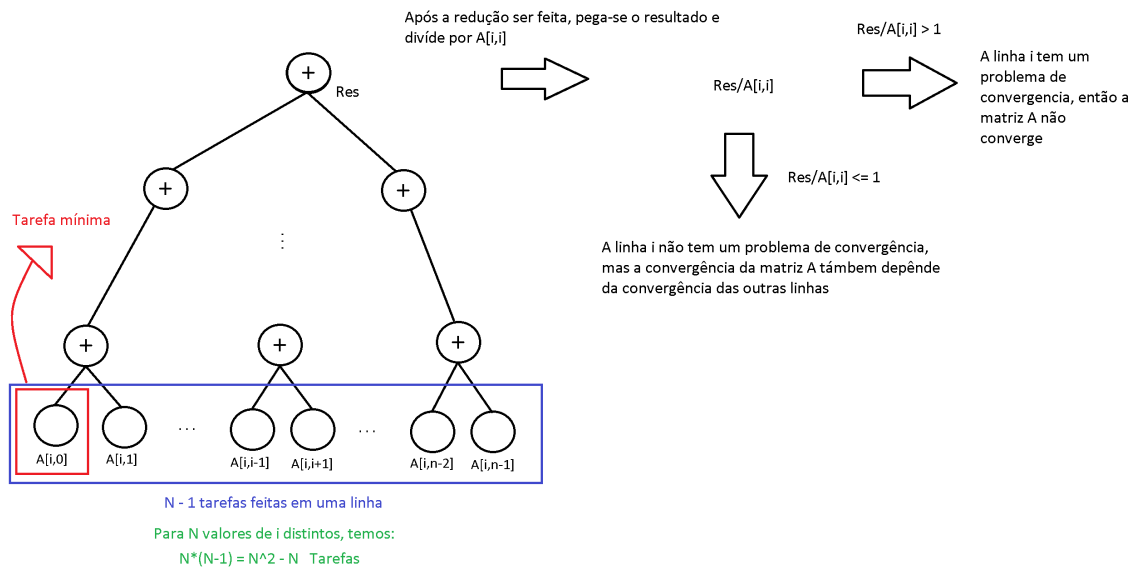 Após a redução ser feita, pega-se o resultado e
divíde por A[i,i]
Res/A[i,i] > 1
A linha i tem um
problema de
convergencia, então a
matriz A não
converge
+
Res
Res/A[i,i]
+
+
Res/A[i,i] <= 1
Tarefa mínima
⋮
A linha i não tem um problema de convergência,
mas a convergência da matriz A támbem depênde
da convergência das outras linhas
+
+
+
... ...
A[i,0] A[i,1] A[i,i-1] A[i,i+1] A[i,n-2] A[i,n-1]
N - 1 tarefas feitas em uma linha
Para N valores de i distintos, temos:
N*(N-1) = N^2 - N Tarefas